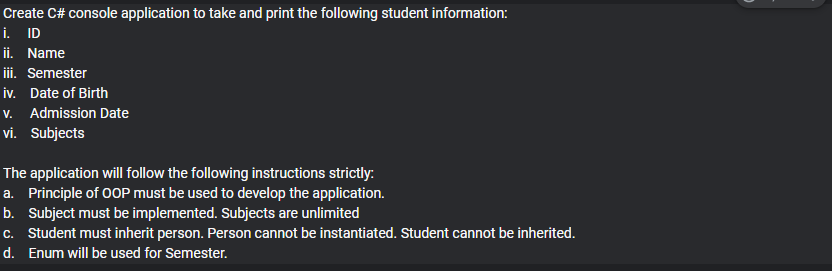 Create C# console application to take and print the following student information:
i. ID
ii. Name
iii. Semester
iv. Date of Birth
v. Admission Date
vi. Subjects
The application will follow the following instructions strictly:
a. Principle of OOP must be used to develop the application.
b. Subject must be implemented. Subjects are unlimited
c. Student must inherit person. Person cannot be instantiated. Student cannot be inherited.
d. Enum will be used for Semester.